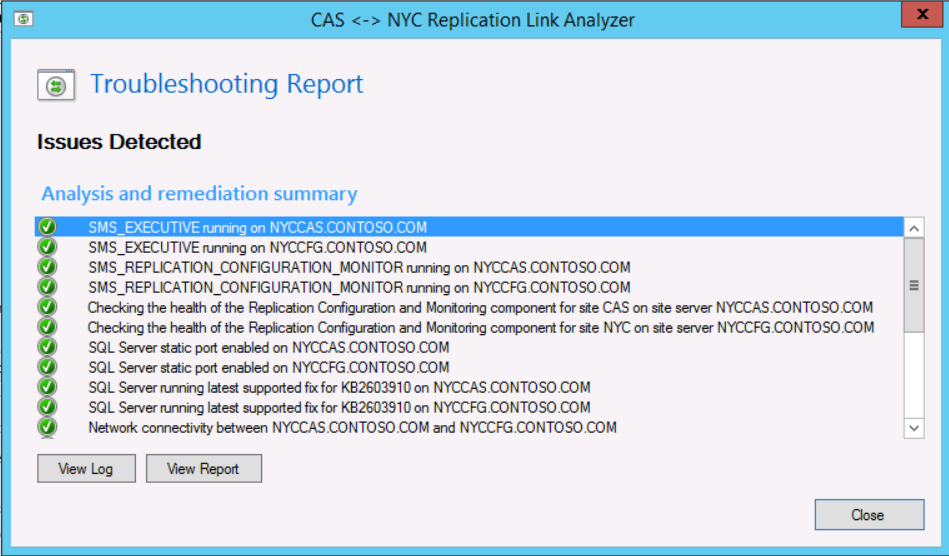 CAS <-> NYC Replication Link Analyzer
x
Troubleshooting Report
Issues Detected
Analysis and remediation summary
SMS_EXECUTIVE running on NYCCAS.CONTOSO.COM
SMS_EXECUTIVE running on NYCCFG.CONTOSO.COM
SMS_REPLICATION_CONFIGURATION_MONITOR running on NYCCAS.CONTOSO.COM
SMS_REPLICATION_CONFIGURATION_MONITOR running on NYCCFG.CONTOSO.COM
Checking the health of the Replication Configuration and Monitoring component for site CAS on site server NYCCAS.CONTOSO.COM
Checking the health of the Replication Configuration and Monitoring component for site NYC on site server NYCCFG.CONTOSO.COM
SQL Server static port enabled on NYCCAS.CONTOSO.COM
SQL Server static port enabled on NYCCFG.CONTOSO.COM
SQL Server running latest supported fix for KB2603910 on NYCCAS.CONTOSO.COM
SQL Server running latest supported fix for KB2603910 on NYCCFG.CONTOSO.COM
Network connectivity between NYCCAS.CONTOSO.COM and NYCCFG.CONTOSO.COM
View Log
View Report
Close